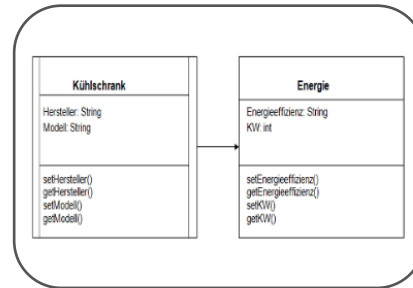 Kühlschrank
Hersteller: String
Modell: String
setHersteller()
getHersteller()
setModell()
getModell()
Energie
Energieeffizienz: String
KW: int
setEnergieeffizienz()
getEnergieeffizienz()
setKW()
getKW()